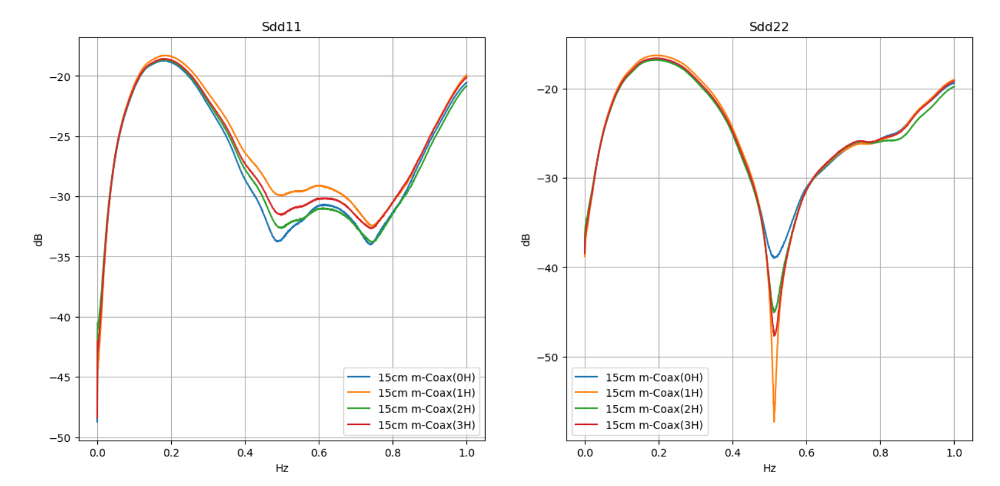 Sdd11
−20
−25
−30
−35
−40
−45
−50
dB
0.0 0.2 0.4 0.6 0.8 1.0
Hz
15cm m-Coax(0H)
15cm m-Coax(1H)
15cm m-Coax(2H)
15cm m-Coax(3H)
Sdd22
−20
−30
−40
−50
dB
0.0 0.2 0.4 0.6 0.8 1.0
Hz
15cm m-Coax(0H)
15cm m-Coax(1H)
15cm m-Coax(2H)
15cm m-Coax(3H)